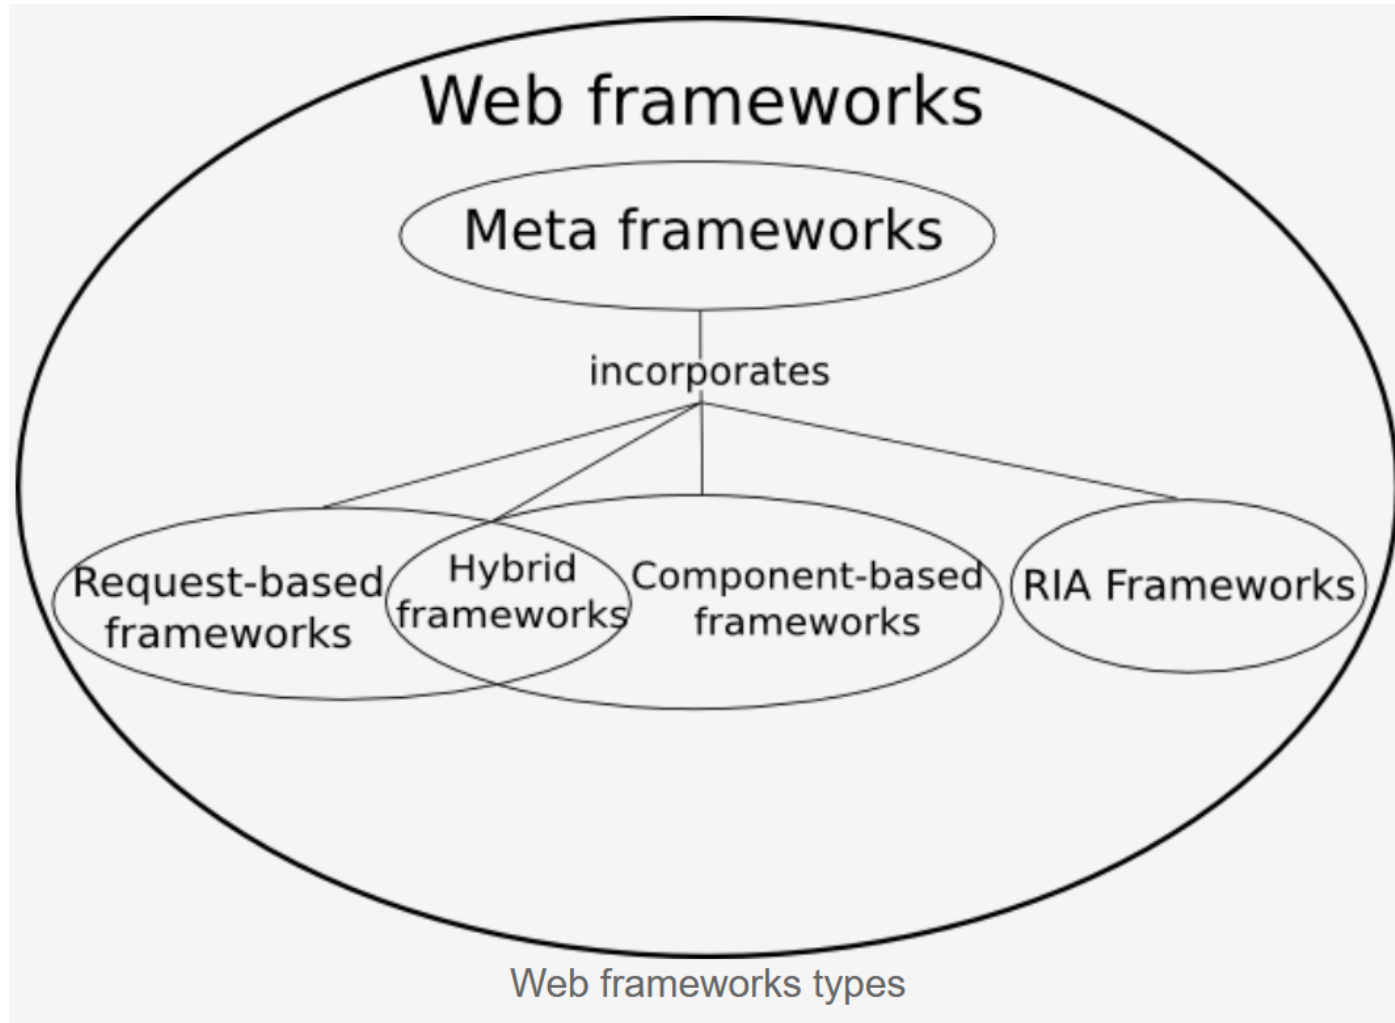 Web frameworks
Meta frameworks
incorporates
Request-based
frameworks
Hybrid
frameworks
Component-based
frameworks
RIA Frameworks
Web frameworks types